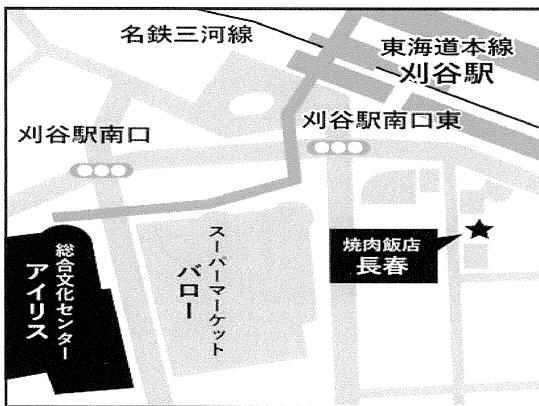 名鉄三河線
東海道本線
刈谷駅
刈谷駅南口
刈谷駅南口東
焼肉飯店
長春
スーパーマーケット
バロー
総合文化センター
アイリス